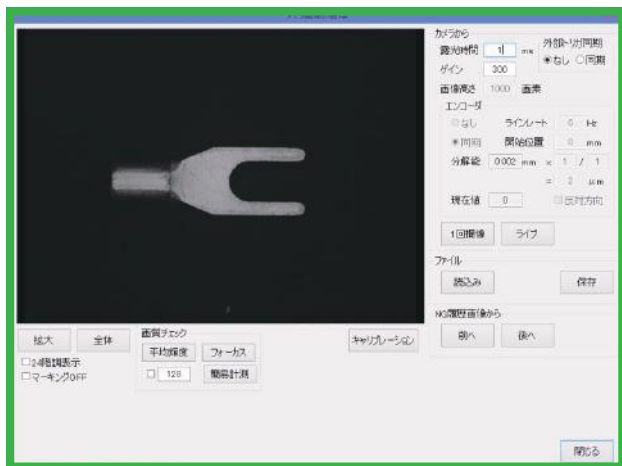 カメラから
露光時間 1 ms
外部トリガ同期
なし 同期
ゲイン 300
画像高さ 1000 画素
エンコーダ
なし ラインレート 0 Hz
同期 開始位置 0 mm
分解能 0.002 mm × 1 / 1
= 2 μm
現在値 0 反対方向
1回撮像 ライブ
ファイル
読込み 保存
NG履歴画像から
前へ 後へ
拡大 全体
画質チェック
平均輝度 フォーカス
128 簡易計測
キャリブレーション
マーキングOFF
閉じる